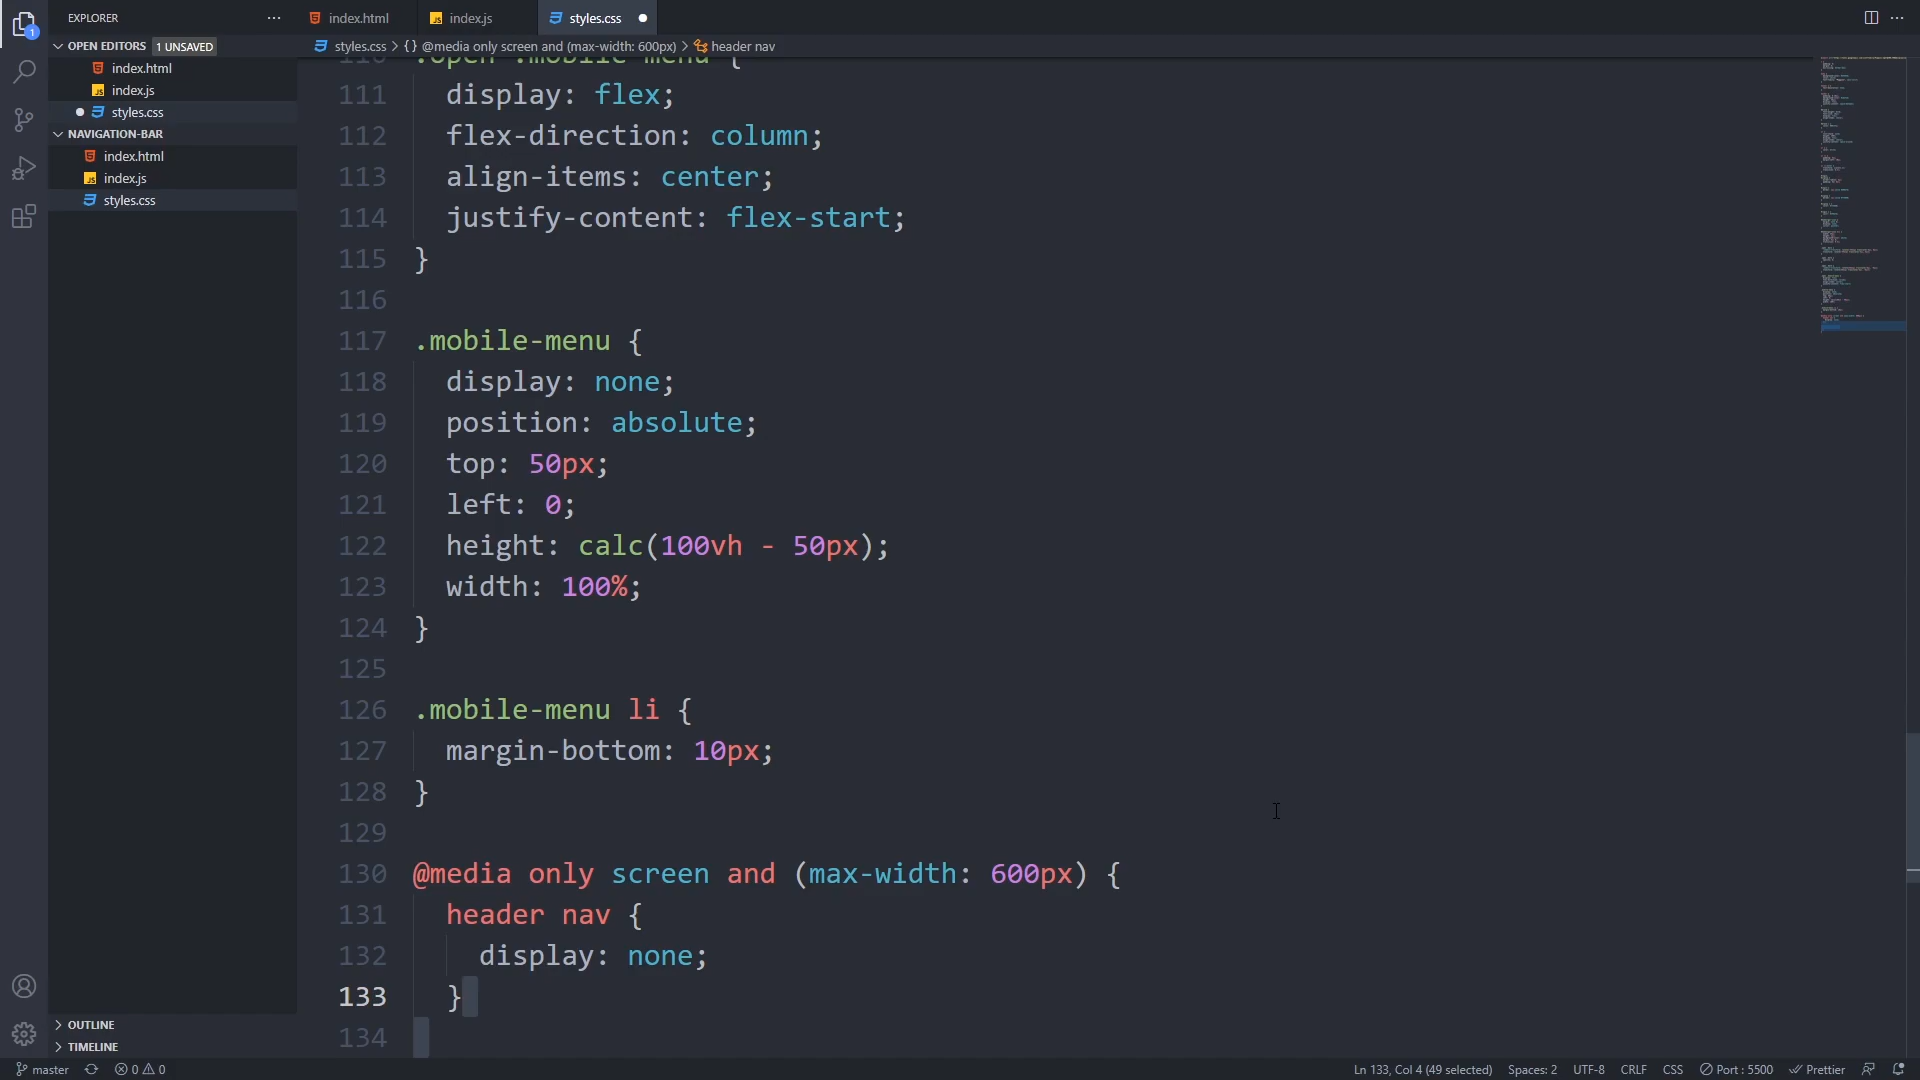 EXPLORER
index.html
index.js
styles.css
OPEN EDITORS 1 UNSAVED
styles.css > {} @media only screen and (max-width: 600px) > header nav
index.html
index.js
styles.css
NAVIGATION-BAR
index.html
index.js
styles.css
1
110 .open .mobile-menu {
111 display: flex;
112 flex-direction: column;
113 align-items: center;
114 justify-content: flex-start;
115 }
116
117 .mobile-menu {
118 display: none;
119 position: absolute;
120 top: 50px;
121 left: 0;
122 height: calc(100vh - 50px);
123 width: 100%;
124 }
125
126 .mobile-menu li {
127 margin-bottom: 10px;
128 }
129
130 @media only screen and (max-width: 600px) {
131 header nav {
132 display: none;
133 }
134
OUTLINE
TIMELINE
master 0 0 Ln 133, Col 4 (49 selected) Spaces: 2 UTF-8 CRLF CSS Port : 5500 Prettier